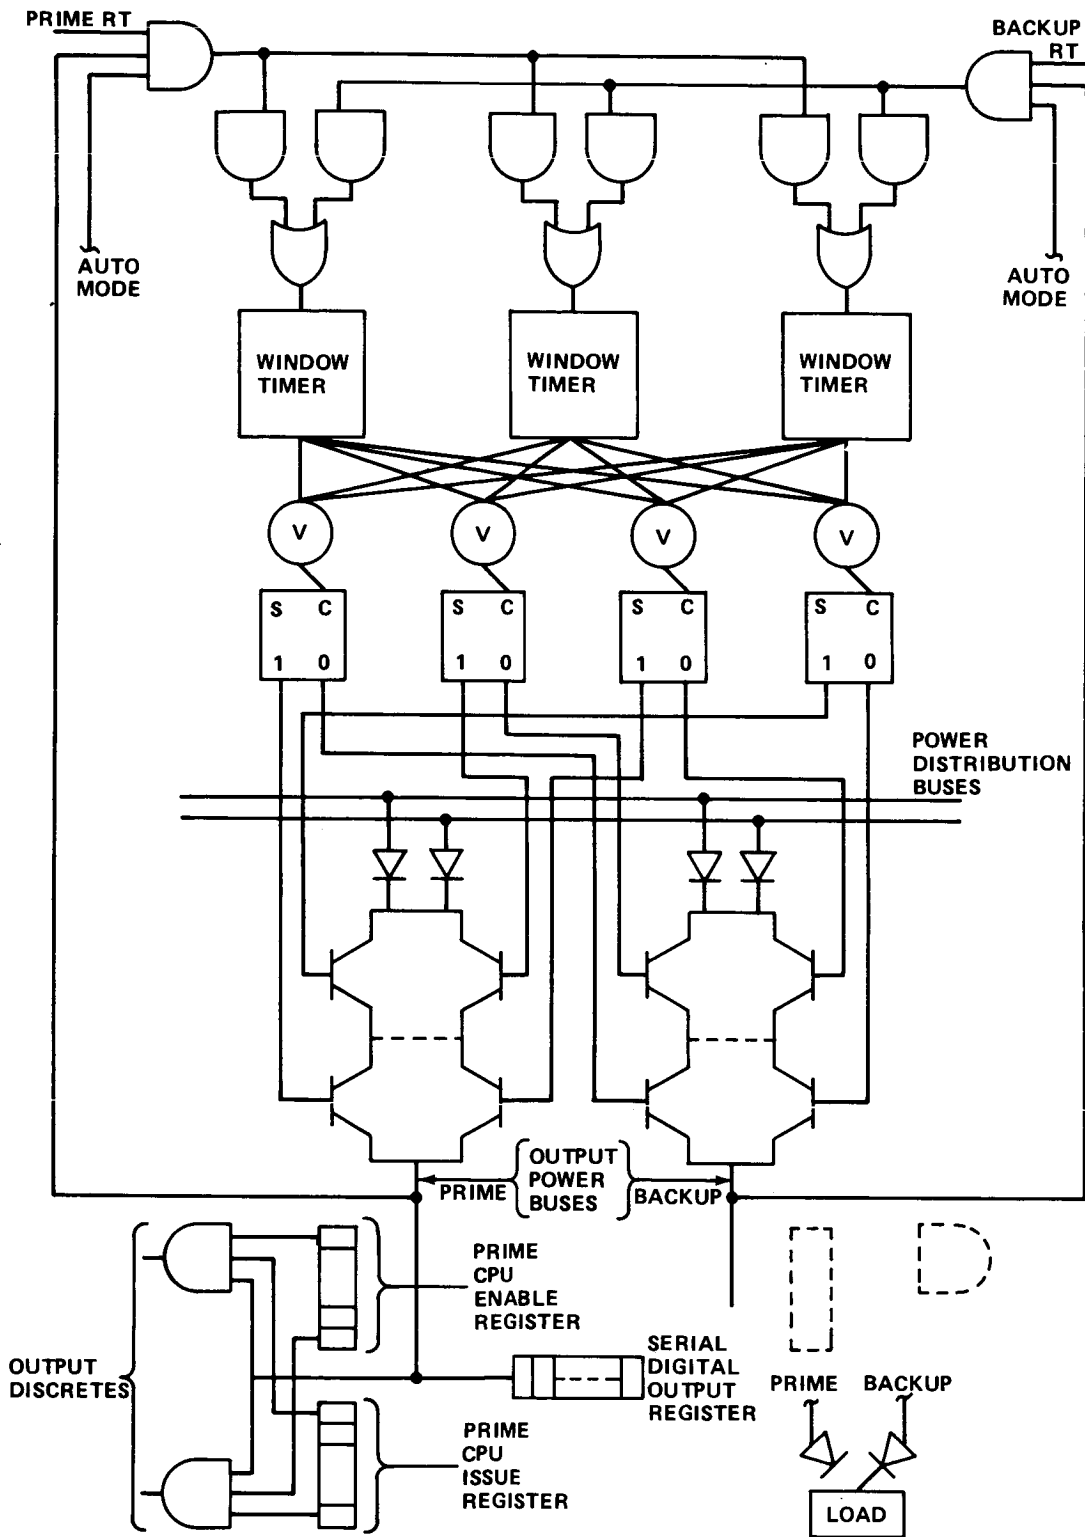 PRIME RT
BACKUP
RT
AUTO
MODE
AUTO
MODE
WINDOW
TIMER
WINDOW
TIMER
WINDOW
TIMER
V
V
V
V
S C
1 0
S C
1 0
S C
1 0
S C
1 0
POWER
DISTRIBUTION
BUSES
OUTPUT
POWER
BUSES
PRIME
BACKUP
PRIME
CPU
ENABLE
REGISTER
OUTPUT
DISCRETES
SERIAL
DIGITAL
OUTPUT
REGISTER
PRIME
CPU
ISSUE
REGISTER
PRIME BACKUP
LOAD